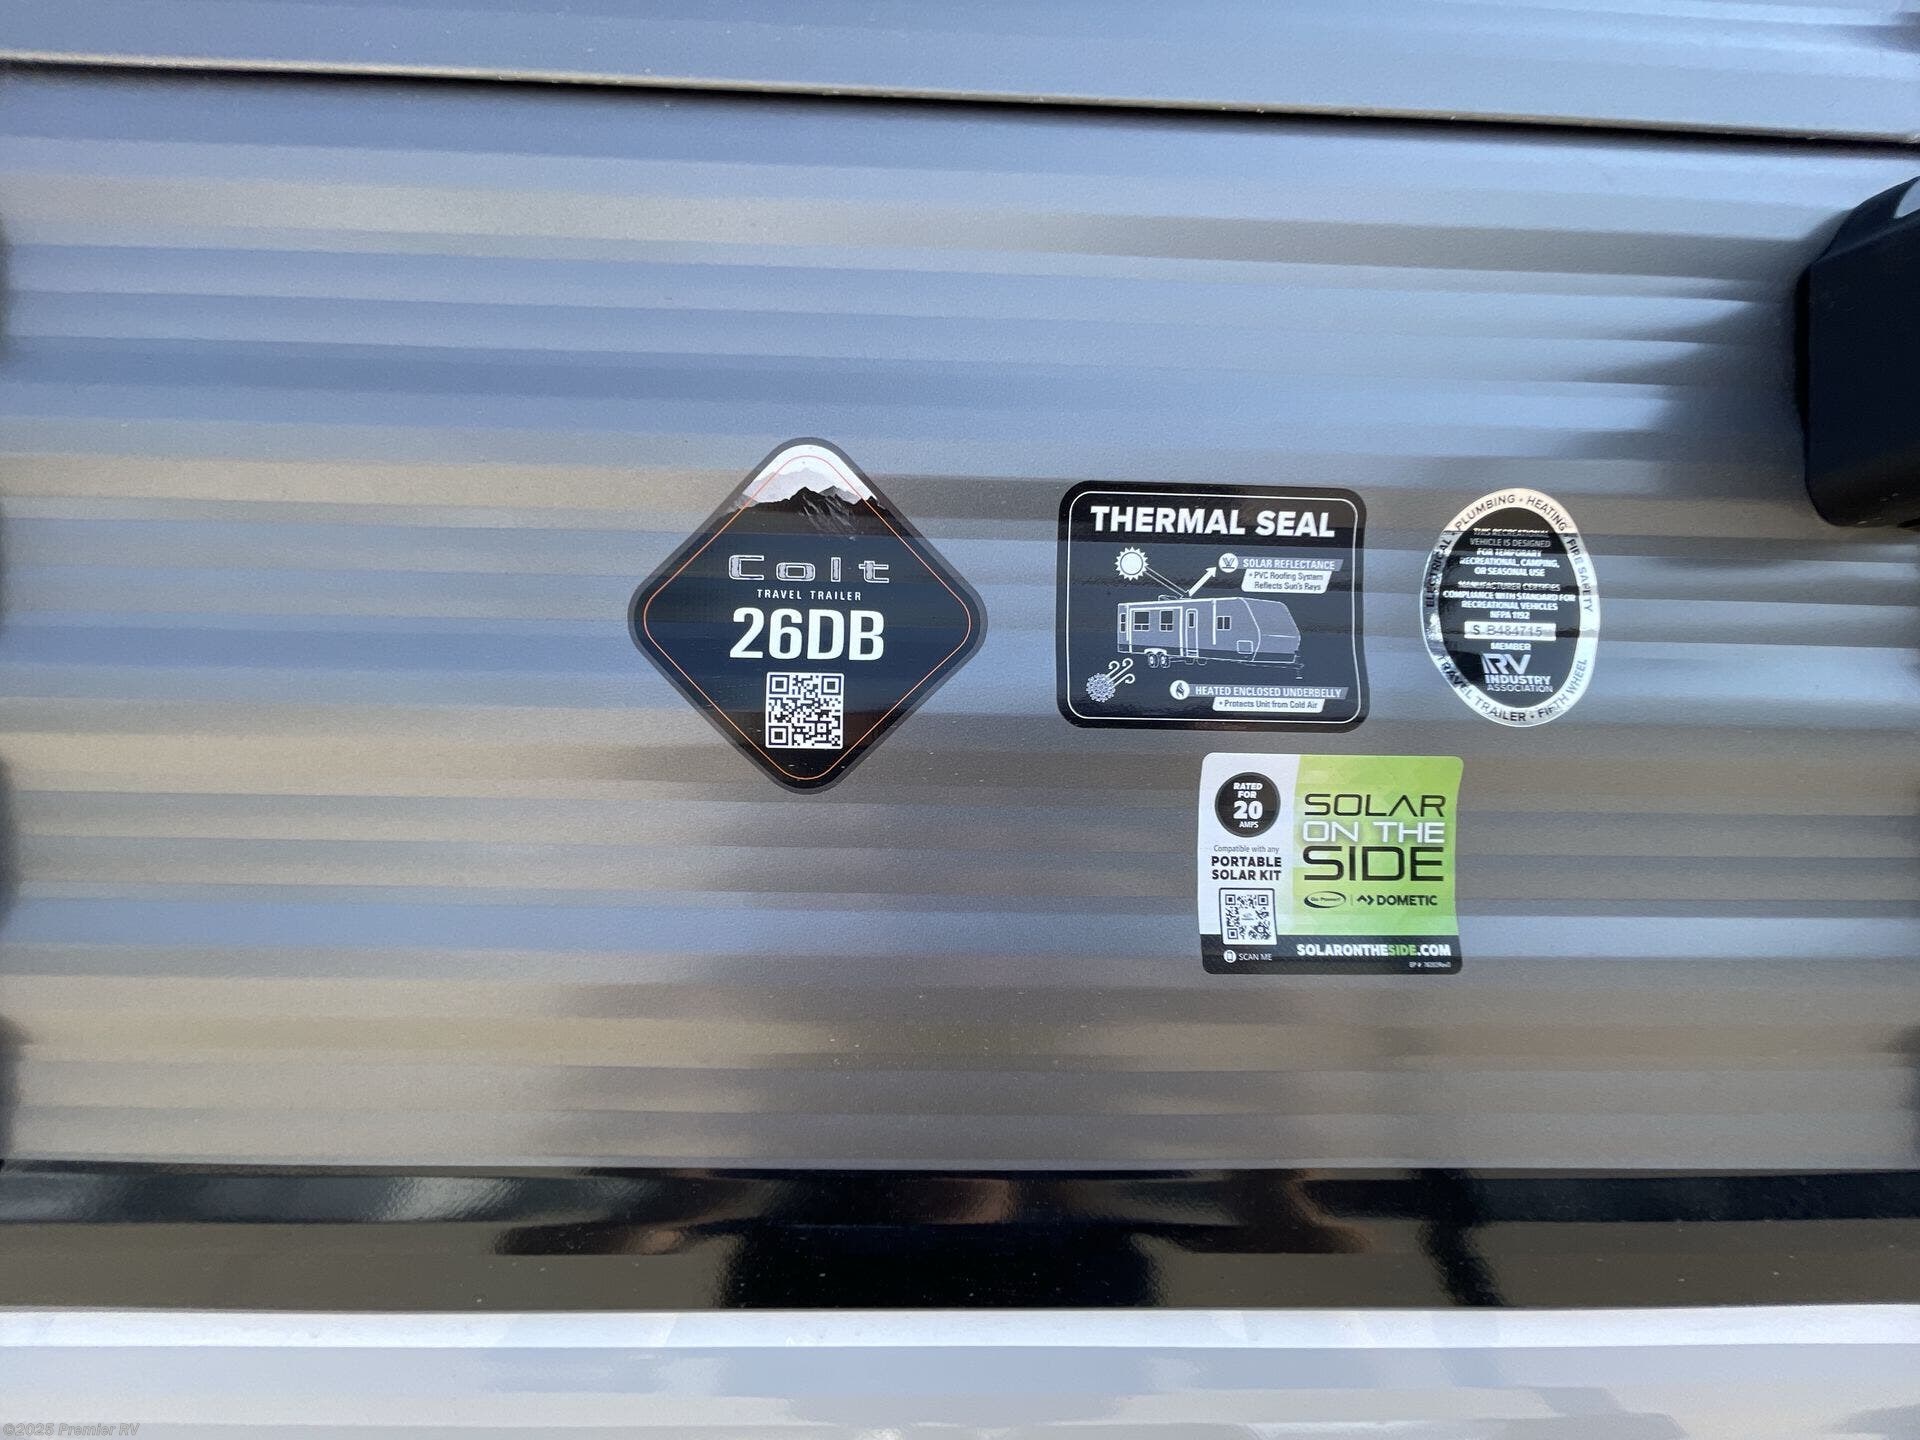 Colt
TRAVEL TRAILER
26DB
THERMAL SEAL
SOLAR REFLECTANCE
• PVC Roofing System
Reflects Sun's Rays
HEATED ENCLOSED UNDERBELLY
• Protects Unit from Cold Air
PLUMBING • HEATING
FIRE SAFETY
ELECTRICAL
THIS RECREATIONAL
VEHICLE IS DESIGNED
FOR TEMPORARY
RECREATIONAL, CAMPING,
OR SEASONAL USE
MANUFACTURER CERTIFIES
COMPLIANCE WITH STANDARD FOR
RECREATIONAL VEHICLES
NFPA 1192
S B484715
MEMBER
RV
INDUSTRY
ASSOCIATION
TRAVEL TRAILER • FIFTH WHEEL
RATED
FOR
20
AMPS
Compatible with any
PORTABLE
SOLAR KIT
SCAN ME
SOLAR
ON THE
SIDE
Go Power! | DOMETIC
SOLARONTHESIDE.COM
©2025 Premier RV